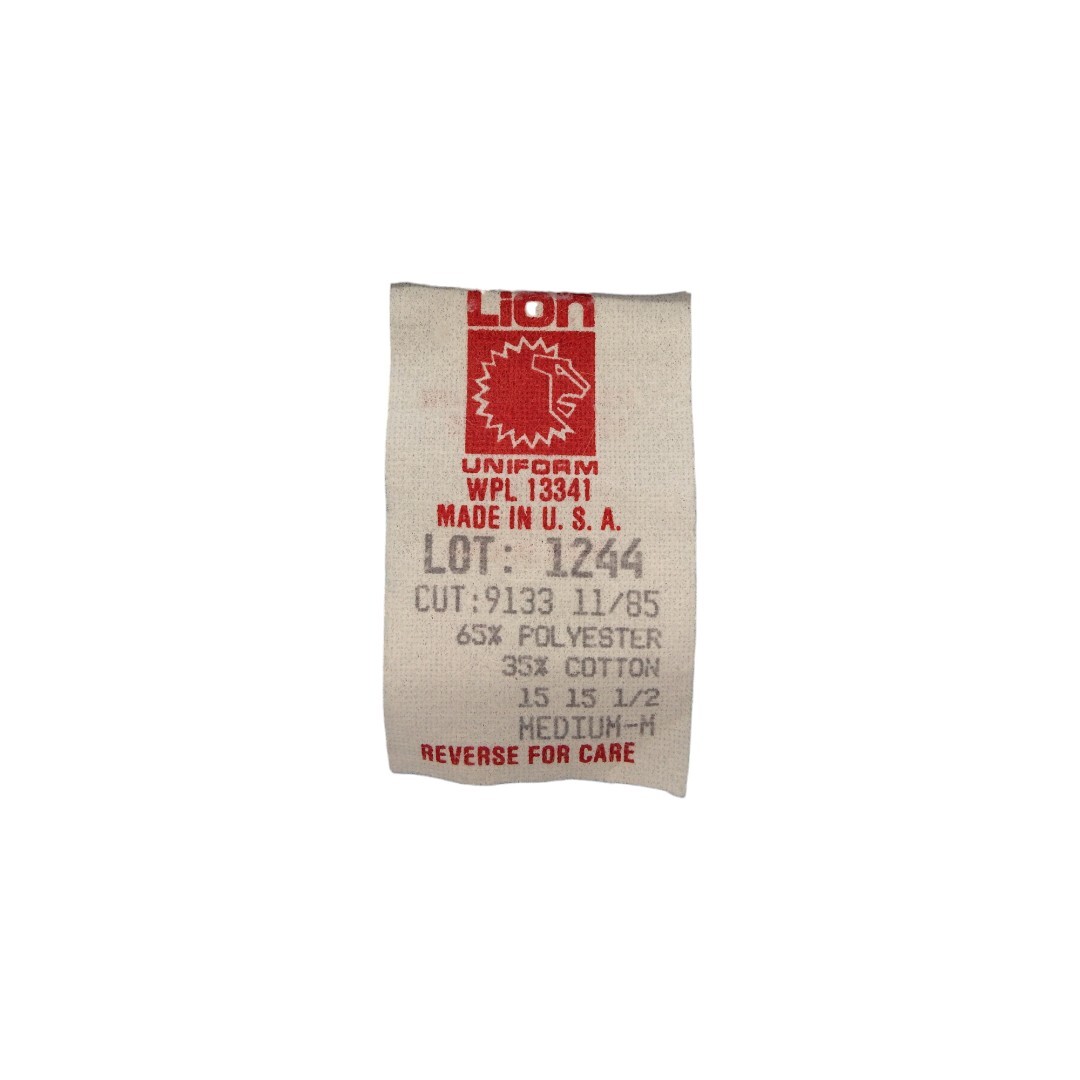 Lion
UNIFORM
WPL 13341
MADE IN U. S. A.
LOT: 1244
CUT:9133 11/85
65% POLYESTER
35% COTTON
15 15 1/2
MEDIUM-M
REVERSE FOR CARE